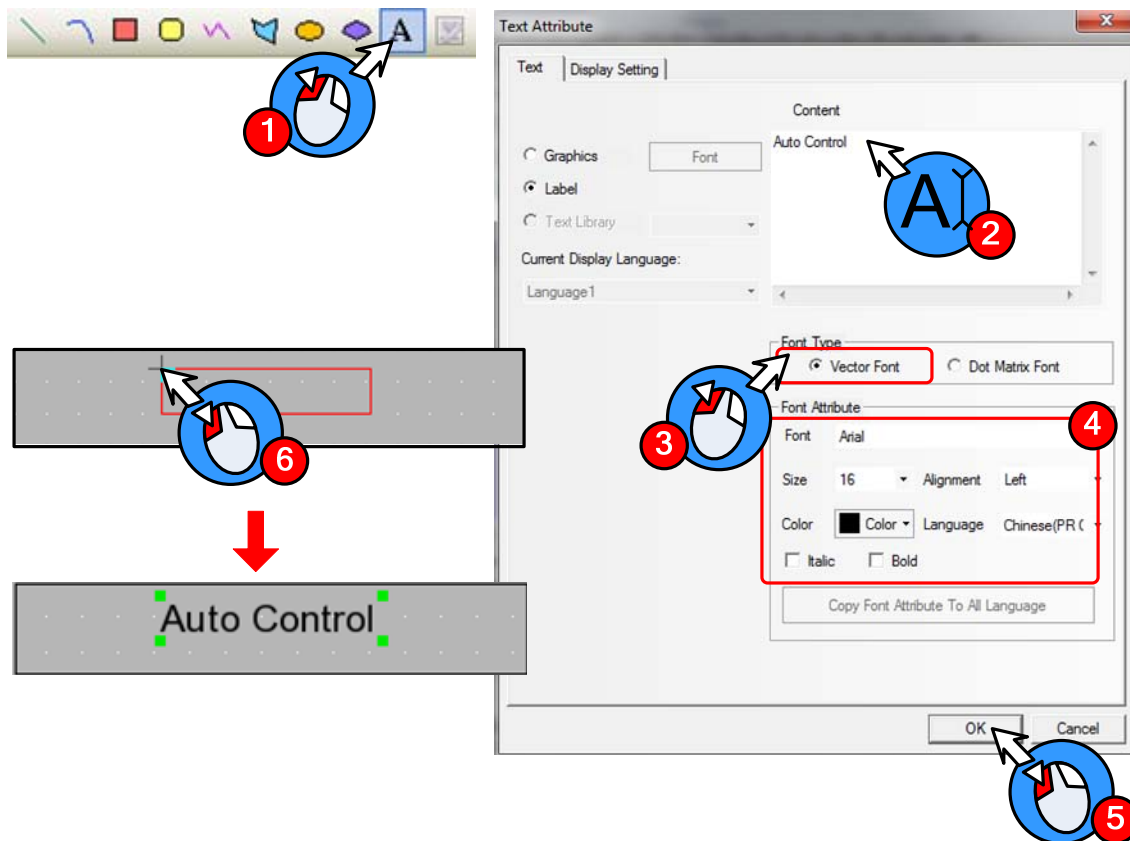 A
1
Text Attribute
Text
Display Setting
Content
Auto Control
Graphics
Font
Label
Text Library
Current Display Language:
Language1
A
2
Font Type
Vector Font
Dot Matrix Font
3
Font Attribute
4
Font
Arial
Size
16
Alignment
Left
Color
Color
Language
Chinese(PR C
Italic
Bold
Copy Font Attribute To All Language
OK
Cancel
5
6
Auto Control